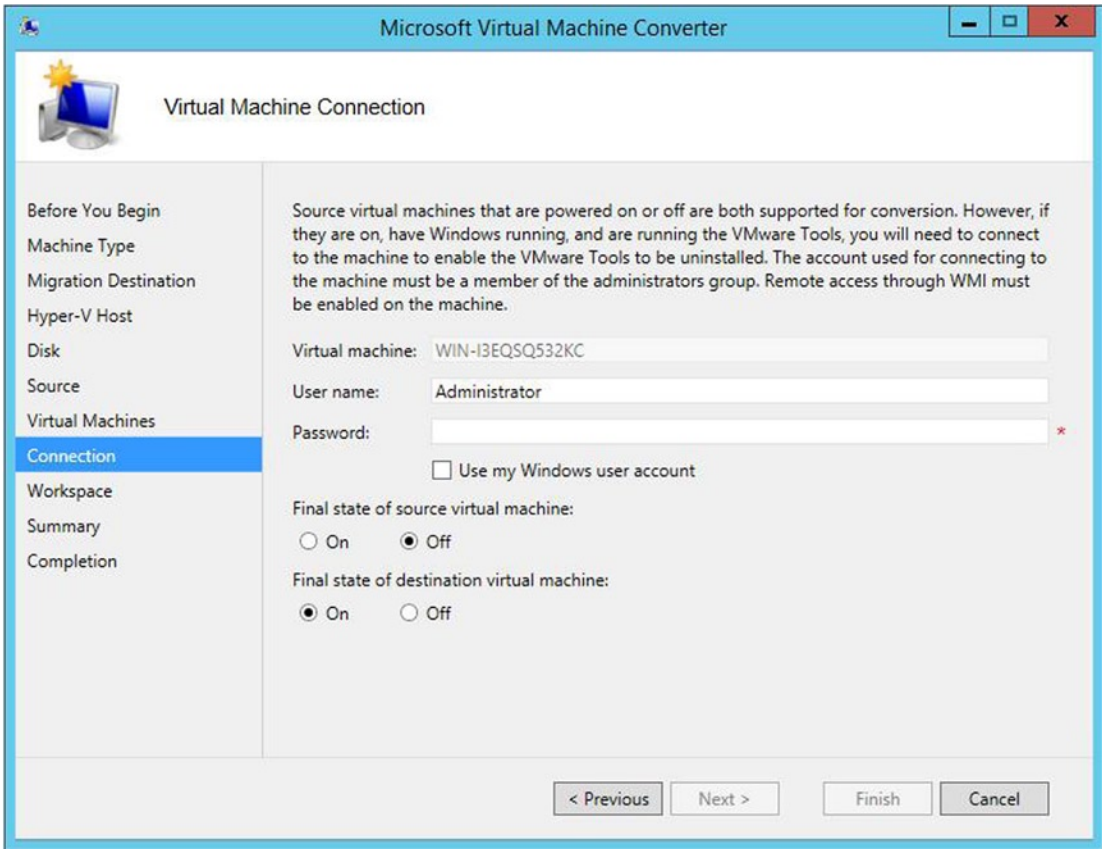 Microsoft Virtual Machine Converter
Virtual Machine Connection
Before You Begin
Machine Type
Migration Destination
Hyper-V Host
Disk
Source
Virtual Machines
Connection
Workspace
Summary
Completion
Source virtual machines that are powered on or off are both supported for conversion. However, if
they are on, have Windows running, and are running the VMware Tools, you will need to connect
to the machine to enable the VMware Tools to be uninstalled. The account used for connecting to
the machine must be a member of the administrators group. Remote access through WMI must
be enabled on the machine.
Virtual machine: WIN-I3EQSQ532KC
User name: Administrator
Password: *
Use my Windows user account
Final state of source virtual machine:
On Off
Final state of destination virtual machine:
On Off
< Previous Next > Finish Cancel